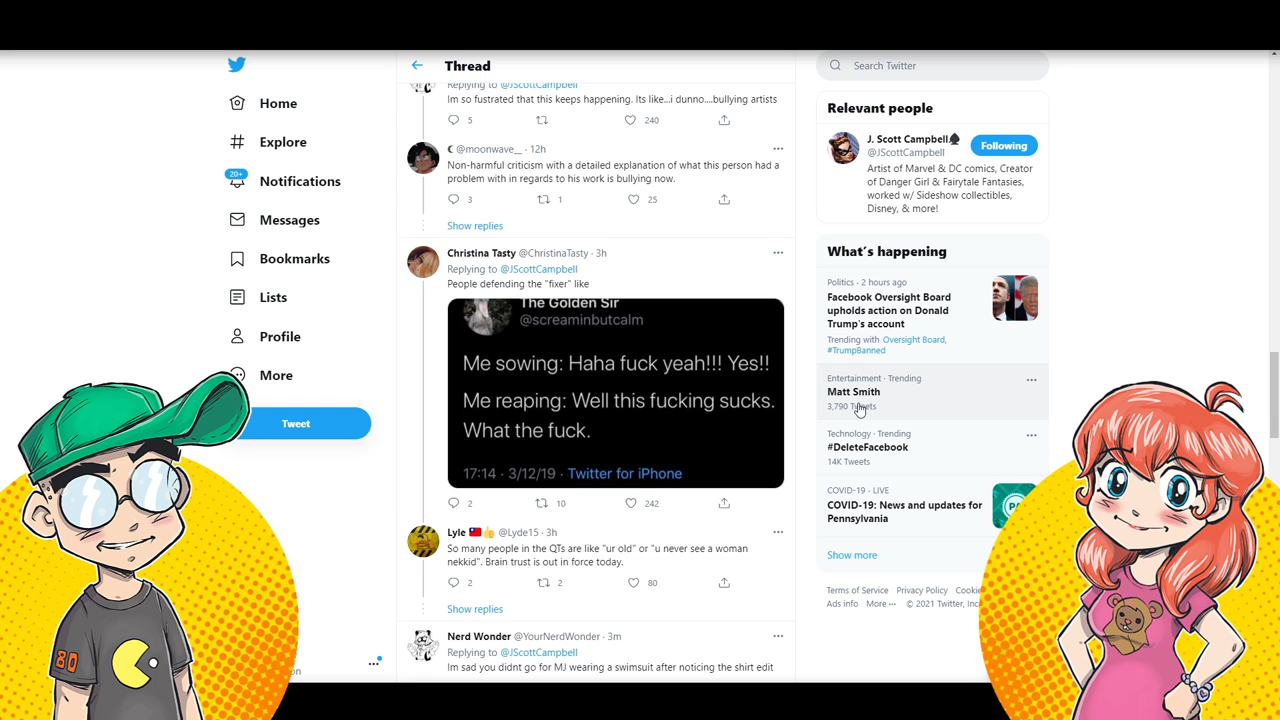 Home
Explore
20+
Notifications
Messages
Bookmarks
Lists
Profile
More
Tweet
Thread
Replying to @JScottCampbell
Im so fustrated that this keeps happening. Its like...i dunno....bullying artists
5
240
@moonwave__ · 12h
Non-harmful criticism with a detailed explanation of what this person had a
problem with in regards to his work is bullying now.
3
1
25
Show replies
Christina Tasty @ChristinaTasty · 3h
Replying to @JScottCampbell
People defending the "fixer" like
The Golden Sir
@screaminbutcalm
Me sowing: Haha fuck yeah!!! Yes!!
Me reaping: Well this fucking sucks.
What the fuck.
17:14 · 3/12/19 · Twitter for iPhone
2
10
242
Lyle 🇹🇼👍 @Lyde15 · 3h
So many people in the QTs are like "ur old" or "u never see a woman
nekkid". Brain trust is out in force today.
2
2
80
Show replies
Nerd Wonder @YourNerdWonder · 3m
Replying to @JScottCampbell
Im sad you didnt go for MJ wearing a swimsuit after noticing the shirt edit
Search Twitter
Relevant people
J. Scott Campbell♠
@JScottCampbell
Following
Artist of Marvel & DC comics, Creator
of Danger Girl & Fairytale Fantasies,
worked w/ Sideshow collectibles,
Disney, & more!
What's happening
Politics · 2 hours ago
Facebook Oversight Board
upholds action on Donald
Trump's account
Trending with Oversight Board,
#TrumpBanned
Entertainment · Trending
Matt Smith
3,790 Tweets
Technology · Trending
#DeleteFacebook
14K Tweets
COVID-19 · LIVE
COVID-19: News and updates for
Pennsylvania
Show more
Terms of Service Privacy Policy Cookie
Ads info More ··· © 2021 Twitter, Inc
80